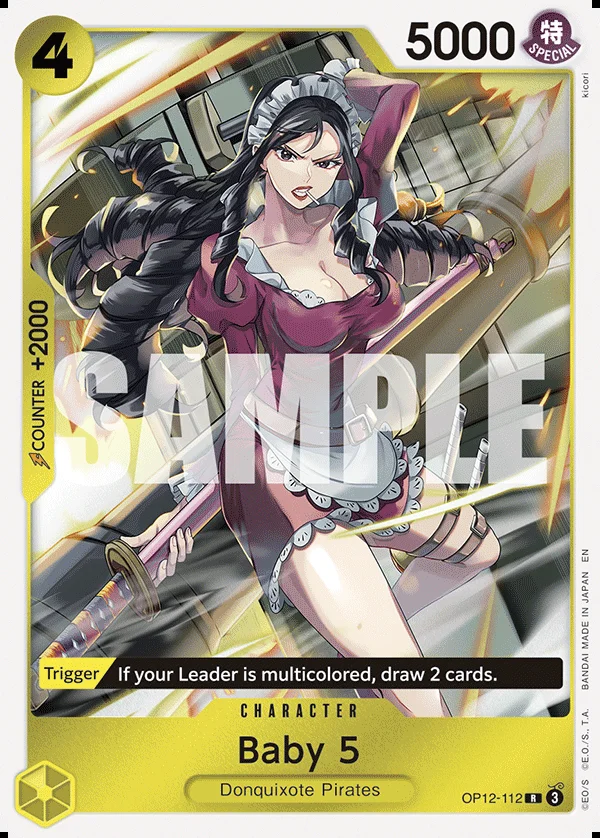 4
5000
特
SPECIAL
kicori
COUNTER +2000
SAMPLE
Trigger If your Leader is multicolored, draw 2 cards.
CHARACTER
Baby 5
Donquixote Pirates
OP12-112 R 3
©EO/S ©E.O./S., T.A. BANDAI MADE IN JAPAN EN